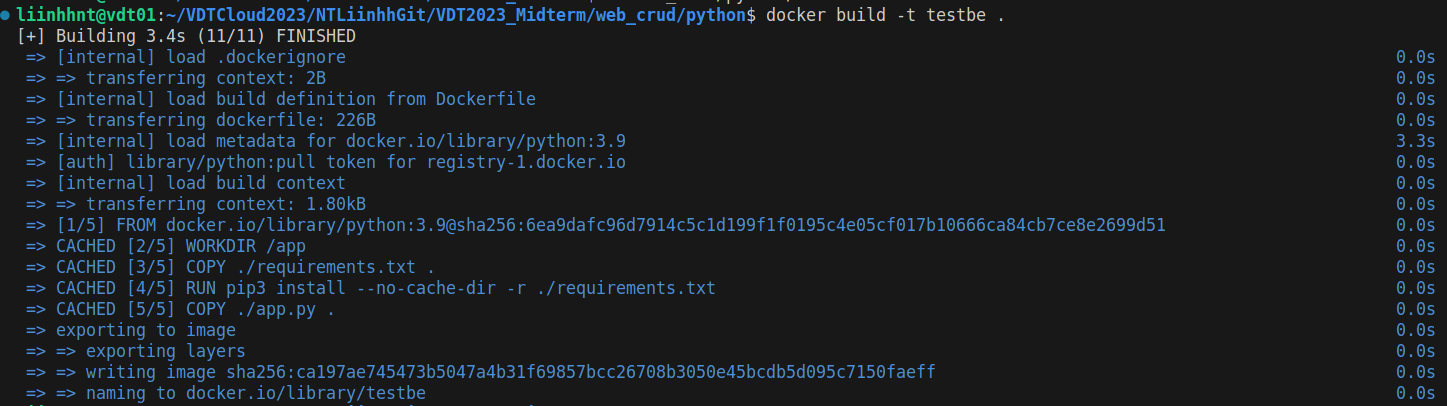 liinhhnt@vdt01:~/VDTCloud2023/NTLiinhhGit/VDT2023_Midterm/web_crud/python$ docker build -t testbe .
[+] Building 3.4s (11/11) FINISHED
=> [internal] load .dockerignore 0.0s
=> => transferring context: 2B 0.0s
=> [internal] load build definition from Dockerfile 0.0s
=> => transferring dockerfile: 226B 0.0s
=> [internal] load metadata for docker.io/library/python:3.9 3.3s
=> [auth] library/python:pull token for registry-1.docker.io 0.0s
=> [internal] load build context 0.0s
=> => transferring context: 1.80kB 0.0s
=> [1/5] FROM docker.io/library/python:3.9@sha256:6ea9dafc96d7914c5c1d199f1f0195c4e05cf017b10666ca84cb7ce8e2699d51 0.0s
=> CACHED [2/5] WORKDIR /app 0.0s
=> CACHED [3/5] COPY ./requirements.txt . 0.0s
=> CACHED [4/5] RUN pip3 install --no-cache-dir -r ./requirements.txt 0.0s
=> CACHED [5/5] COPY ./app.py . 0.0s
=> exporting to image 0.0s
=> => exporting layers 0.0s
=> => writing image sha256:ca197ae745473b5047a4b31f69857bcc26708b3050e45bcdb5d095c7150faeff 0.0s
=> => naming to docker.io/library/testbe 0.0s